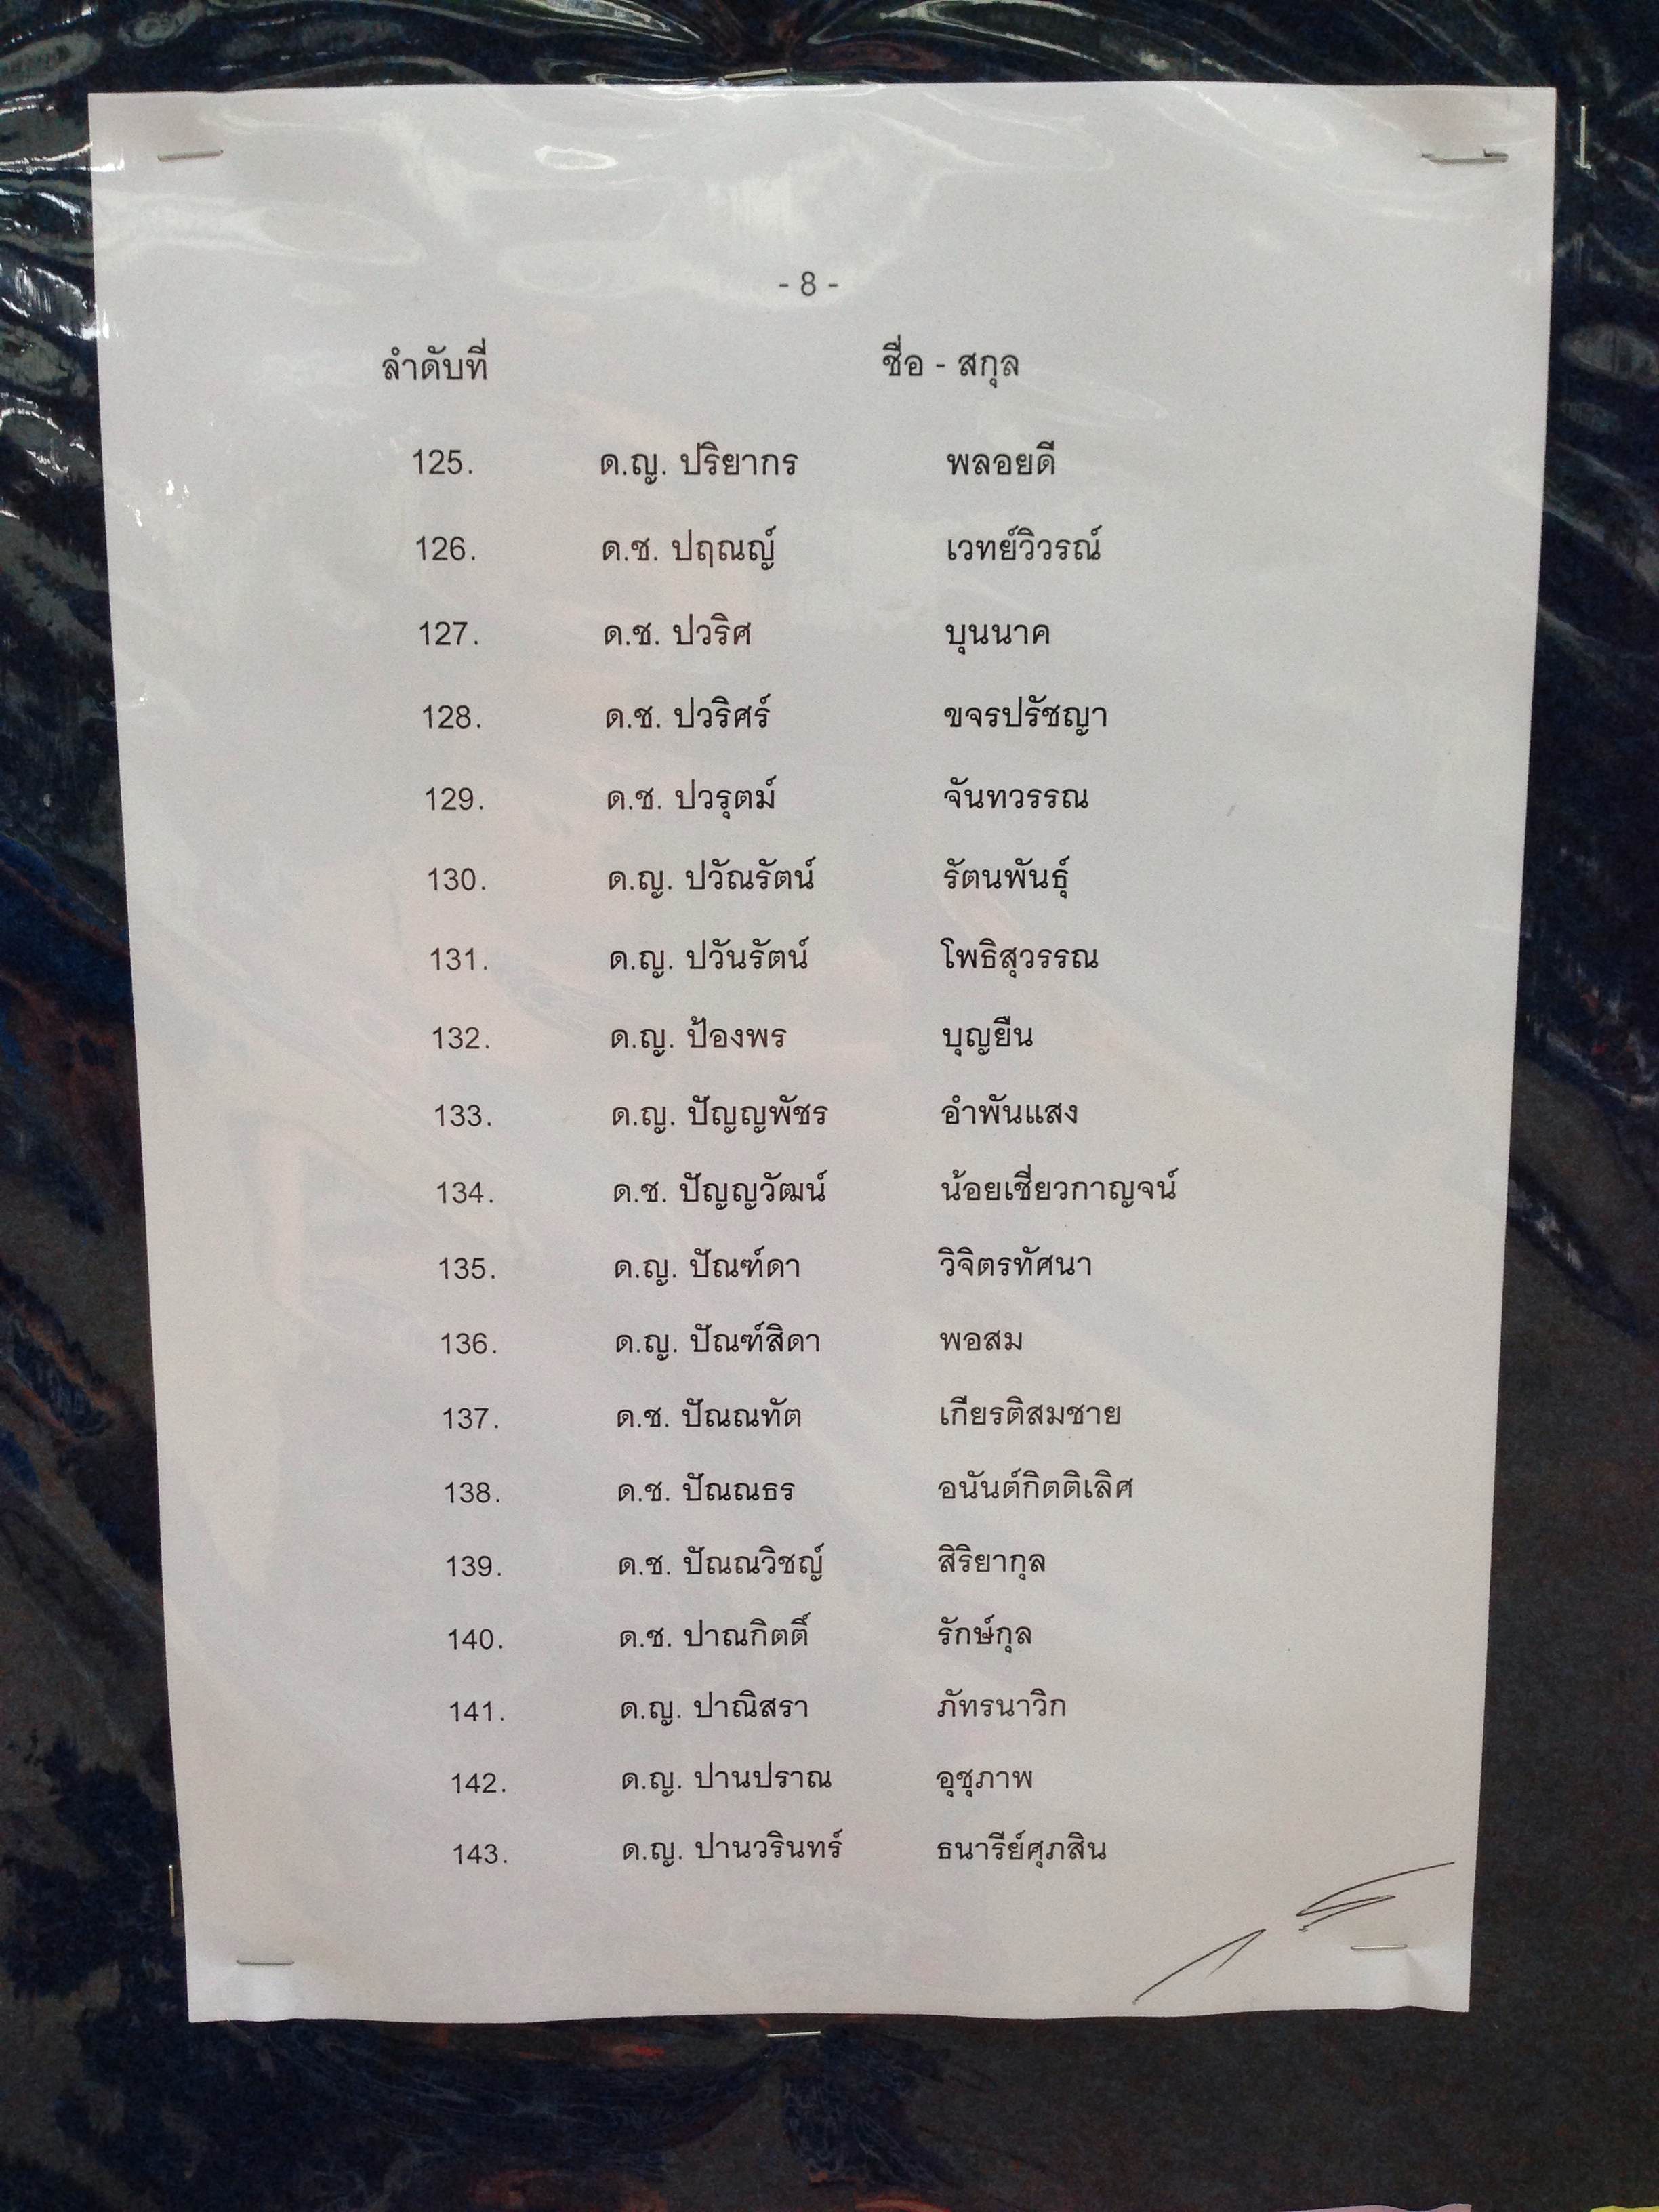 - 8 -
ลำดับที่ ชื่อ - สกุล
125. ด.ญ. ปริยากร พลอยดี
126. ด.ช. ปฤณญ์ เวทย์วิวรณ์
127. ด.ช. ปวริศ บุนนาค
128. ด.ช. ปวริศร์ ขจรปรัชญา
129. ด.ช. ปวรุตม์ จันทวรรณ
130. ด.ญ. ปวัณรัตน์ รัตนพันธุ์
131. ด.ญ. ปวันรัตน์ โพธิสุวรรณ
132. ด.ญ. ป้องพร บุญยืน
133. ด.ญ. ปัญญพัชร อำพันแสง
134. ด.ช. ปัญญวัฒน์ น้อยเชี่ยวกาญจน์
135. ด.ญ. ปัณฑ์ดา วิจิตรทัศนา
136. ด.ญ. ปัณฑ์สิดา พอสม
137. ด.ช. ปัณณทัต เกียรติสมชาย
138. ด.ช. ปัณณธร อนันต์กิตติเลิศ
139. ด.ช. ปัณณวิชญ์ สิริยากุล
140. ด.ช. ปาณกิตติ์ รักษ์กุล
141. ด.ญ. ปาณิสรา ภัทรนาวิก
142. ด.ญ. ปานปราณ อุชุภาพ
143. ด.ญ. ปานวรินทร์ ธนารีย์ศุภสิน